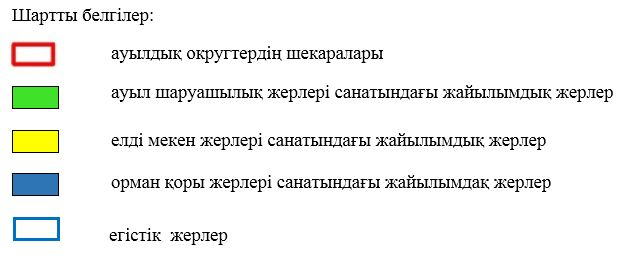 Шартты белгілер:
ауылдық округтердің шекаралары
ауыл шаруашылық жерлері санатындағы жайылымдық жерлер
елді мекен жерлері санатындағы жайылымдық жерлер
орман қоры жерлері санатындағы жайылымдақ жерлер
егістік жерлер